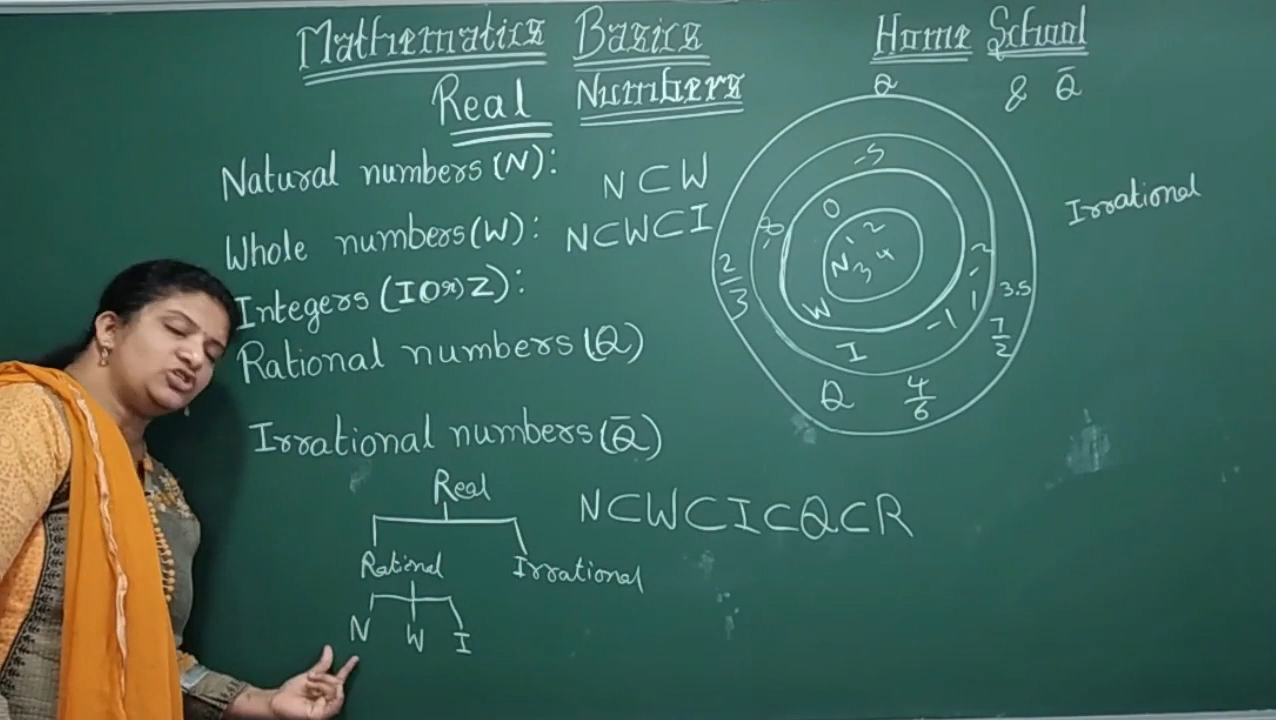 Mathematics Basics
Home School
Real Numbers
Q
& Q̄
Natural numbers (N):
N⊂W
Whole numbers (W):
N⊂W⊂I
Integers (I (Or) Z):
Rational numbers (Q)
Irrational numbers (Q̄)
Irrational
-5
0
1 2
N 3 4
W
-2
-1
I
2/3
3.5
7/2
Q
4/6
Real
N⊂W⊂I⊂Q⊂R
Rational
Irrational
N W I